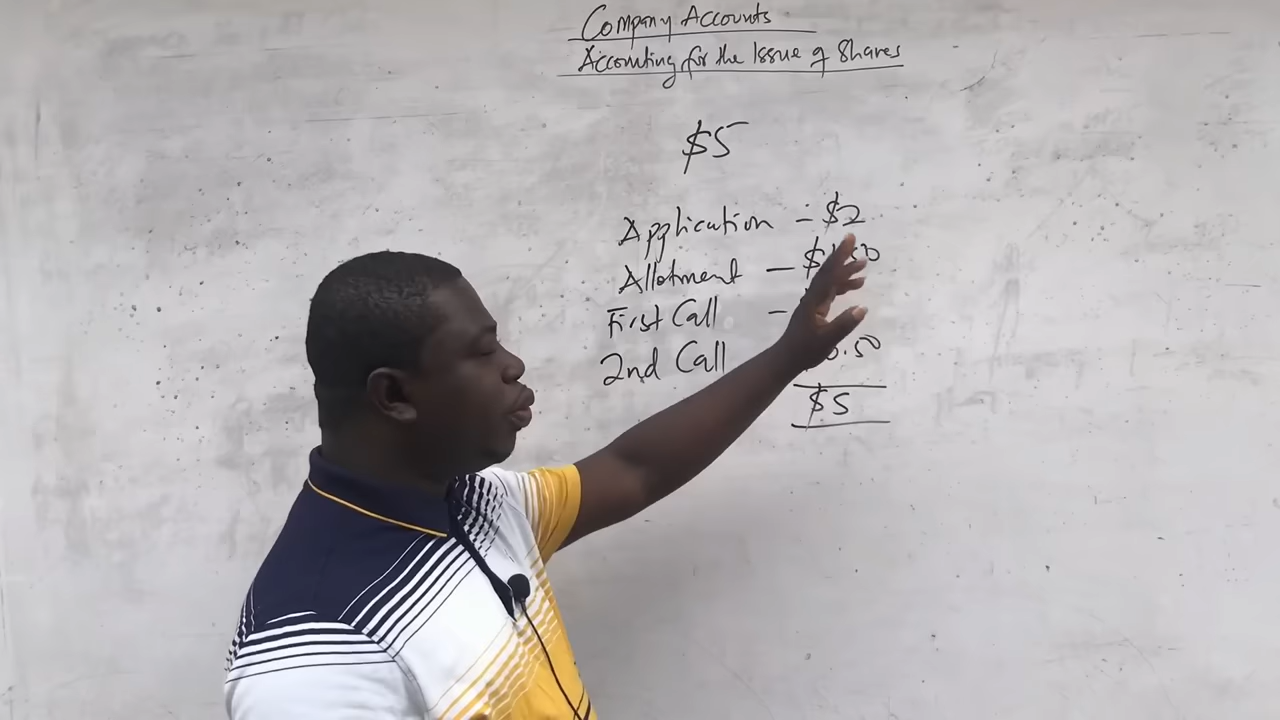 Company Accounts
Accounting for the Issue of Shares
$5
Application - $2
Allotment - $
First Call -
2nd Call
$5